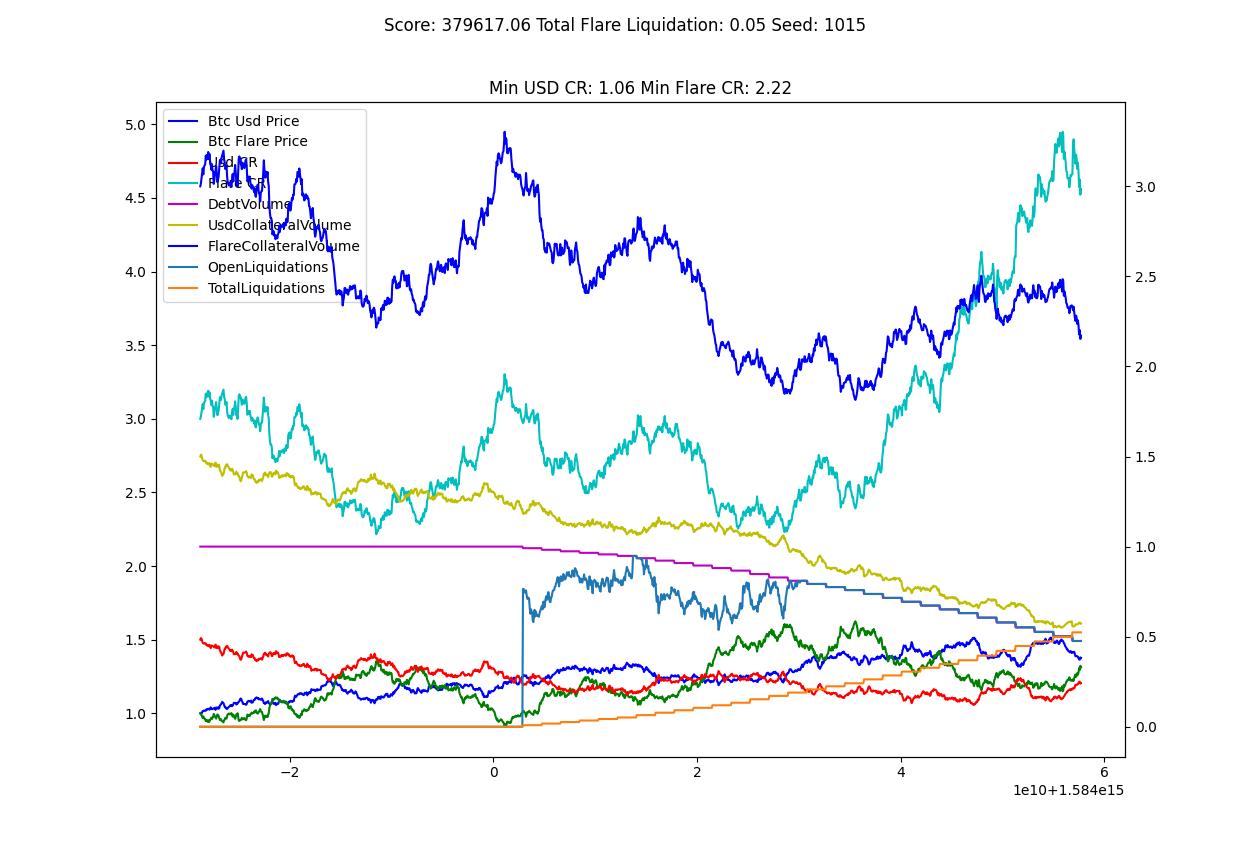 Score: 379617.06 Total Flare Liquidation: 0.05 Seed: 1015
Min USD CR: 1.06 Min Flare CR: 2.22
Btc Usd Price
Btc Flare Price
Usd CR
Flare CR
DebtVolume
UsdCollateralVolume
FlareCollateralVolume
OpenLiquidations
TotalLiquidations
5.0
4.5
4.0
3.5
3.0
2.5
2.0
1.5
1.0
3.0
2.5
2.0
1.5
1.0
0.5
0.0
−2 0 2 4 6
1e10+1.584e15